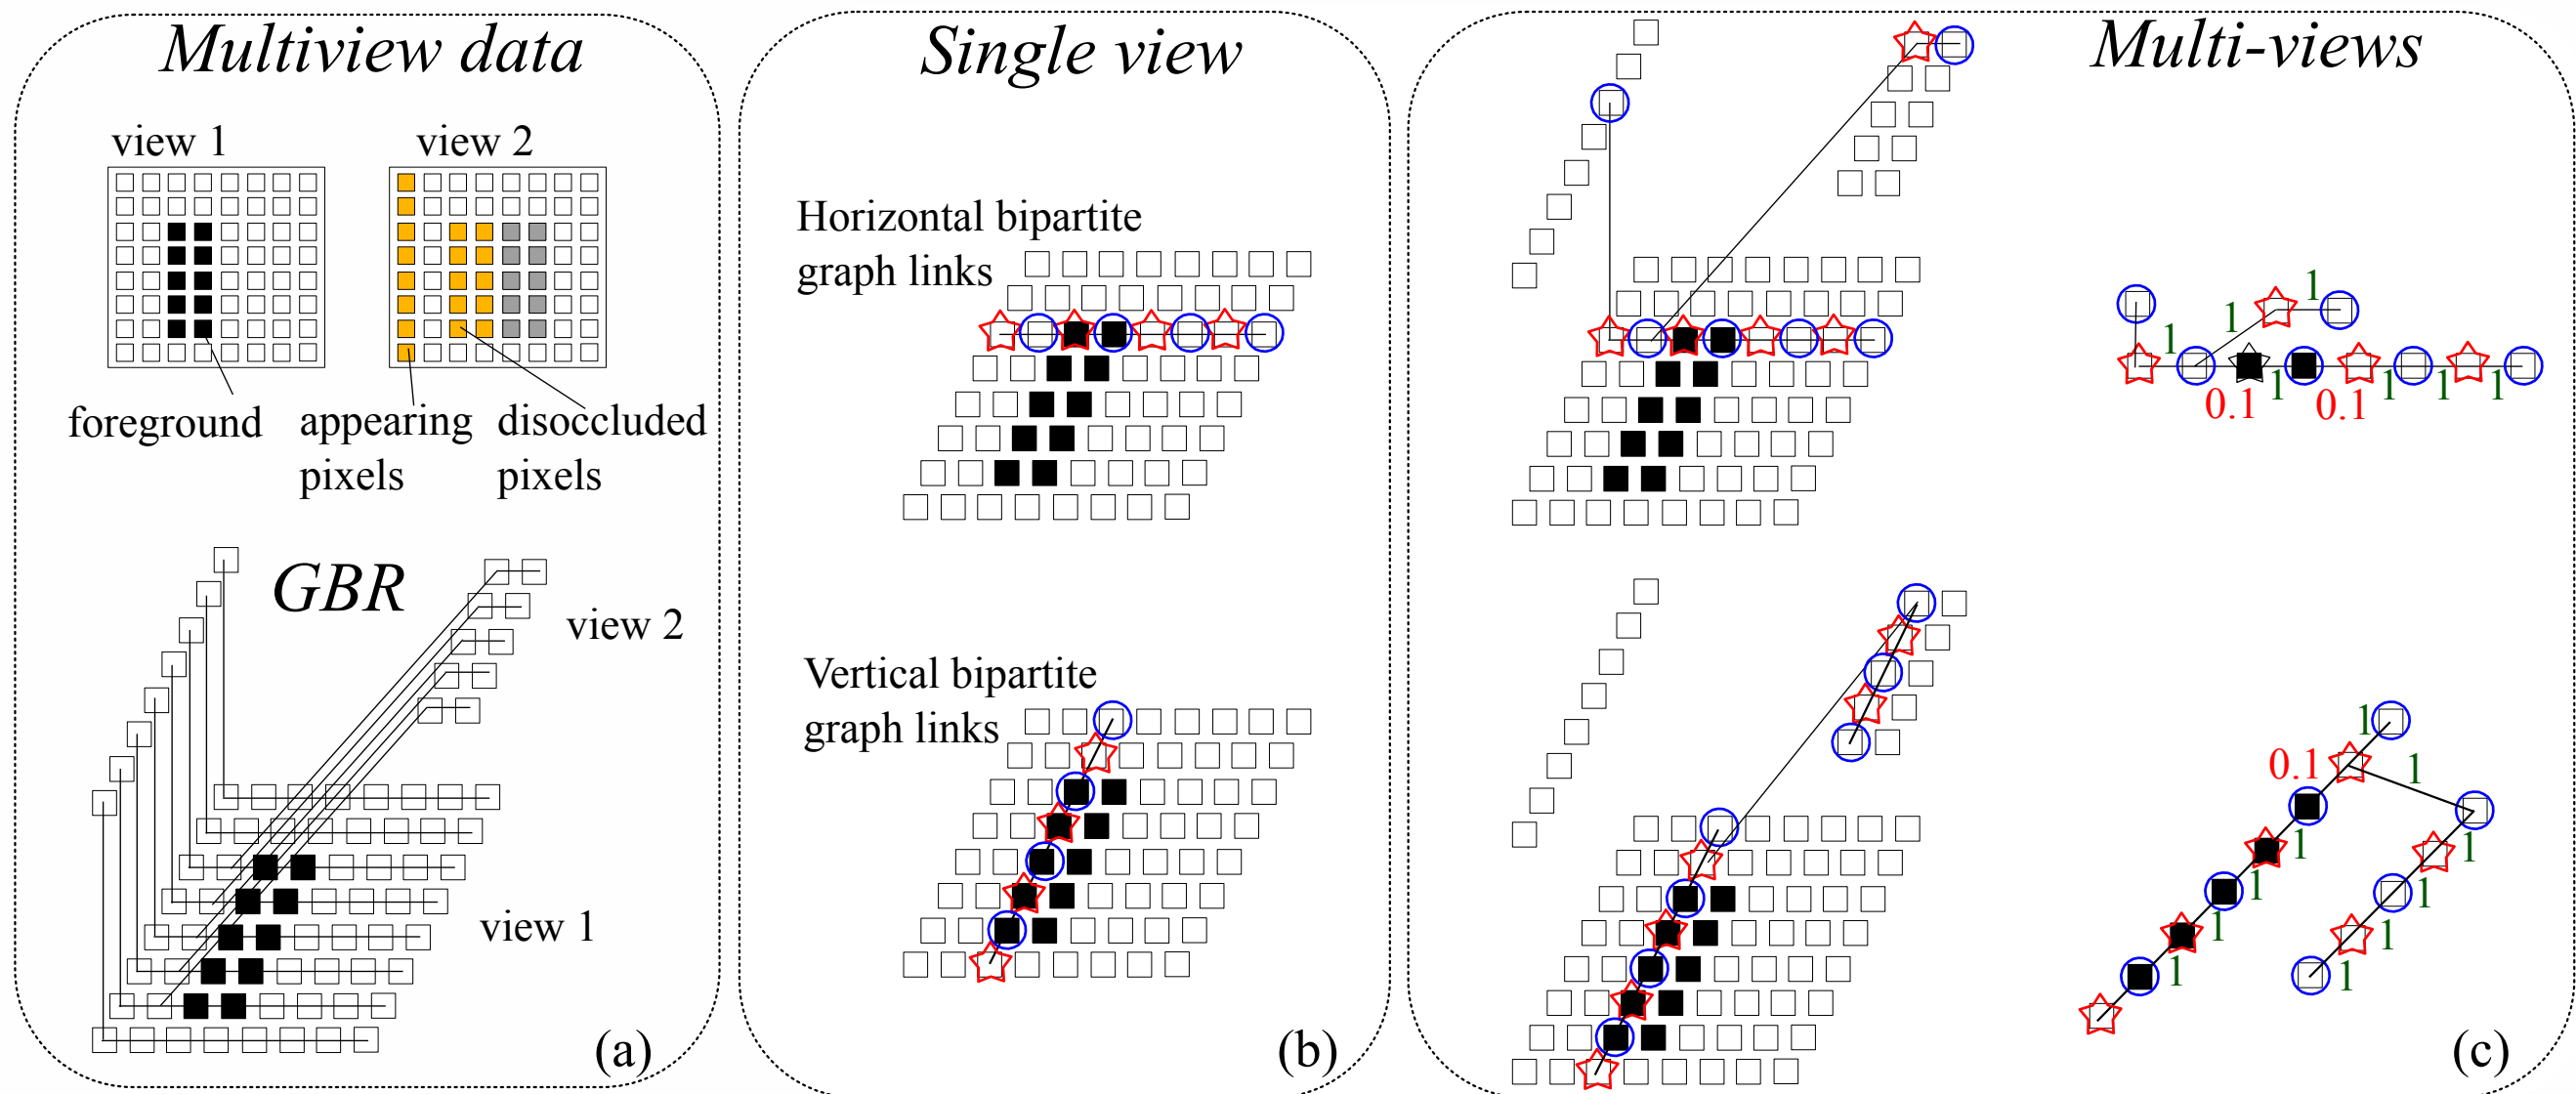 Multiview data
view 1
view 2
foreground
appearing
pixels
disoccluded
pixels
GBR
view 2
view 1
(a)
Single view
Horizontal bipartite
graph links
Vertical bipartite
graph links
(b)
Multi-views
1
1
1
0.1
1
0.1
1
1
1
1
0.1
1
1
1
1
1
1
1
1
1
(c)